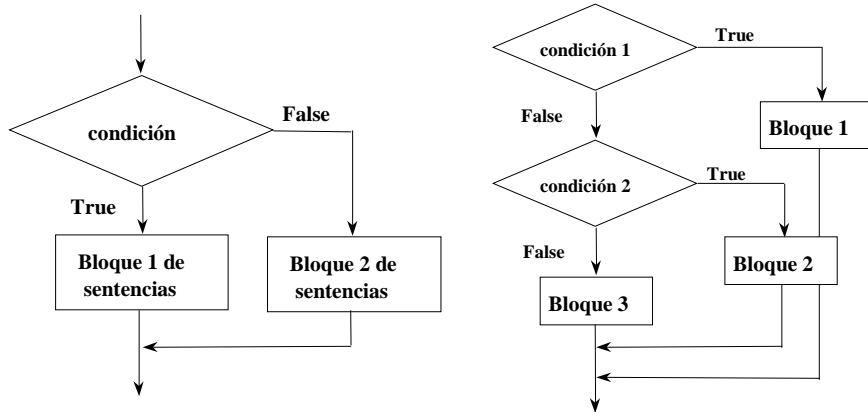 condición
False
True
Bloque 1 de
sentencias
Bloque 2 de
sentencias
condición 1
True
False
Bloque 1
condición 2
True
False
Bloque 2
Bloque 3